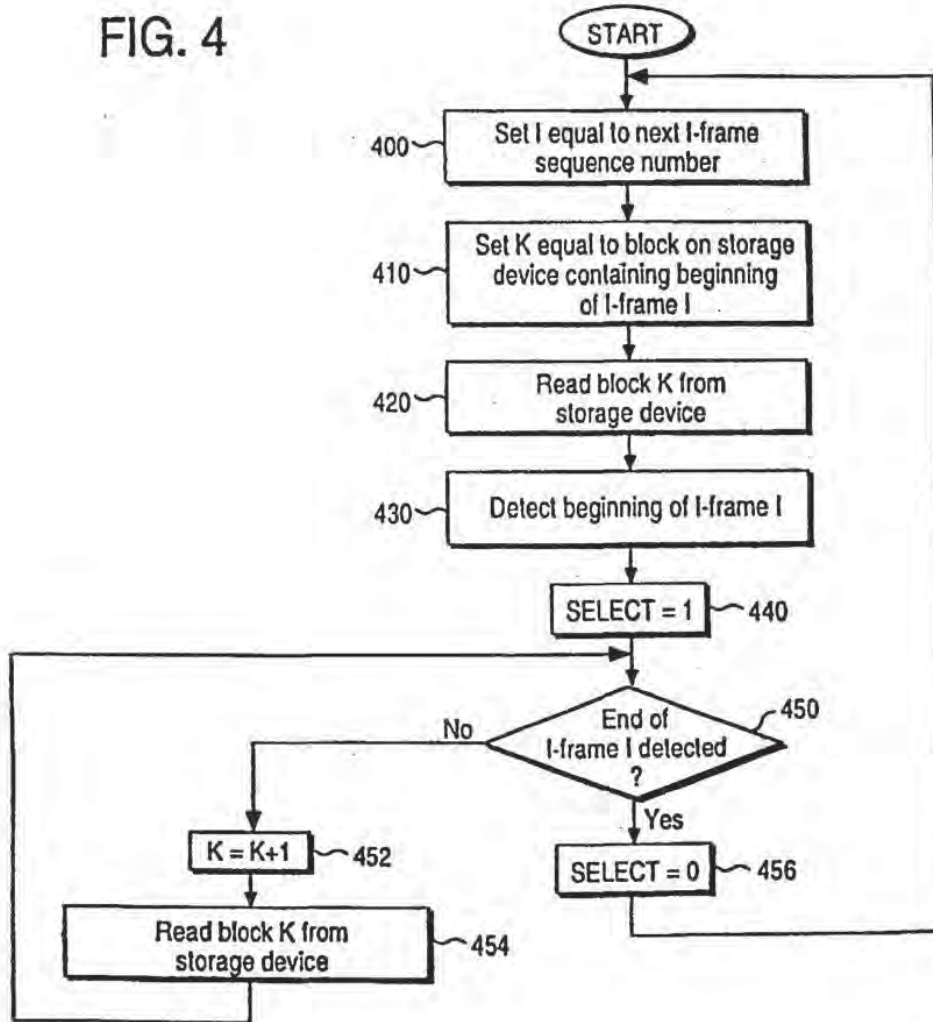 FIG. 4
START
400
Set I equal to next I-frame
sequence number
410
Set K equal to block on storage
device containing beginning
of I-frame I
420
Read block K from
storage device
430
Detect beginning of I-frame I
SELECT = 1
440
End of
I-frame I detected
?
450
No
Yes
K = K+1
452
SELECT = 0
456
Read block K from
storage device
454